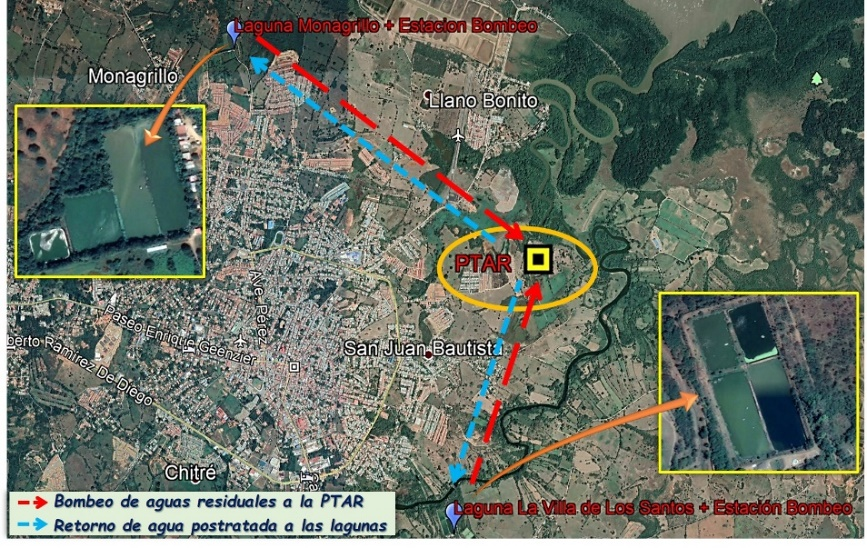 Laguna Monagrillo + Estacion Bombeo
Monagrillo
Llano Bonito
PTAR
Ave Pérez
Paseo Enrique Geenzier
berto Ramirez De Diego
San Juan Bautista
Chitré
Laguna La Villa de Los Santos + Estación Bombeo
Bombeo de aguas residuales a la PTAR
Retorno de agua postratada a las lagunas